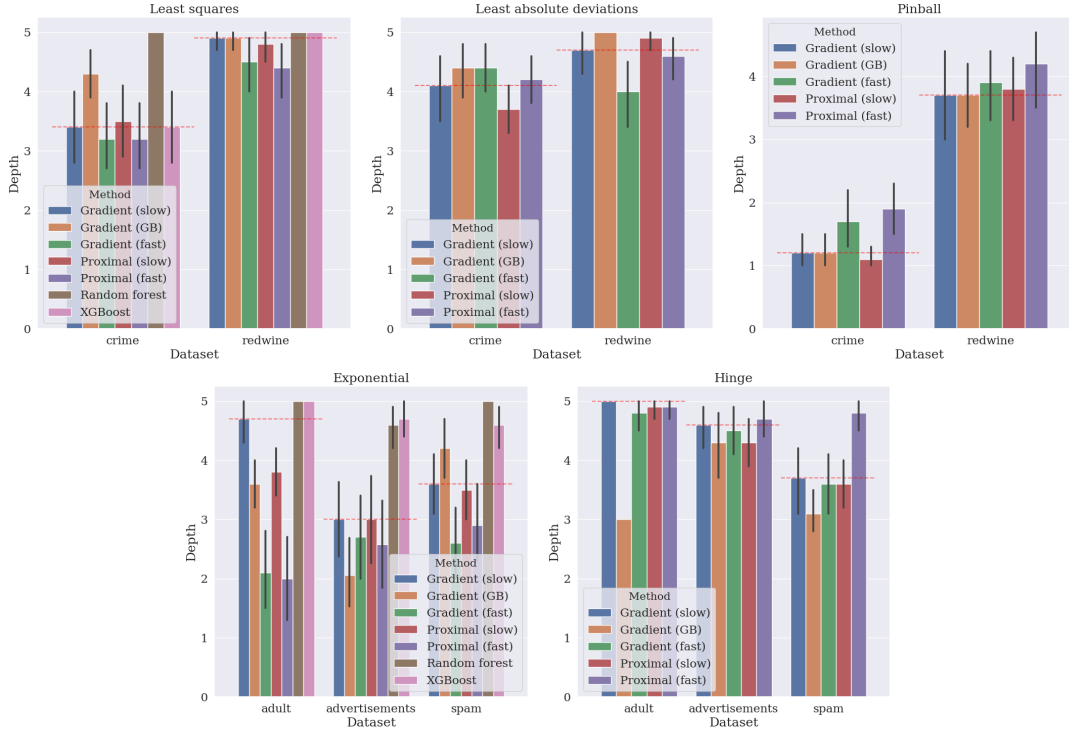 Least squares
5
4
3
2
1
0
Depth
Method
Gradient (slow)
Gradient (GB)
Gradient (fast)
Proximal (slow)
Proximal (fast)
Random forest
XGBoost
crime
redwine
Dataset
Least absolute deviations
5
4
3
2
1
0
Depth
Method
Gradient (slow)
Gradient (GB)
Gradient (fast)
Proximal (slow)
Proximal (fast)
crime
redwine
Dataset
Pinball
Method
Gradient (slow)
Gradient (GB)
Gradient (fast)
Proximal (slow)
Proximal (fast)
4
3
2
1
0
Depth
crime
redwine
Dataset
Exponential
5
4
3
2
1
0
Depth
Method
Gradient (slow)
Gradient (GB)
Gradient (fast)
Proximal (slow)
Proximal (fast)
Random forest
XGBoost
adult
advertisements
spam
Dataset
Hinge
5
4
3
2
1
0
Depth
Method
Gradient (slow)
Gradient (GB)
Gradient (fast)
Proximal (slow)
Proximal (fast)
adult
advertisements
spam
Dataset